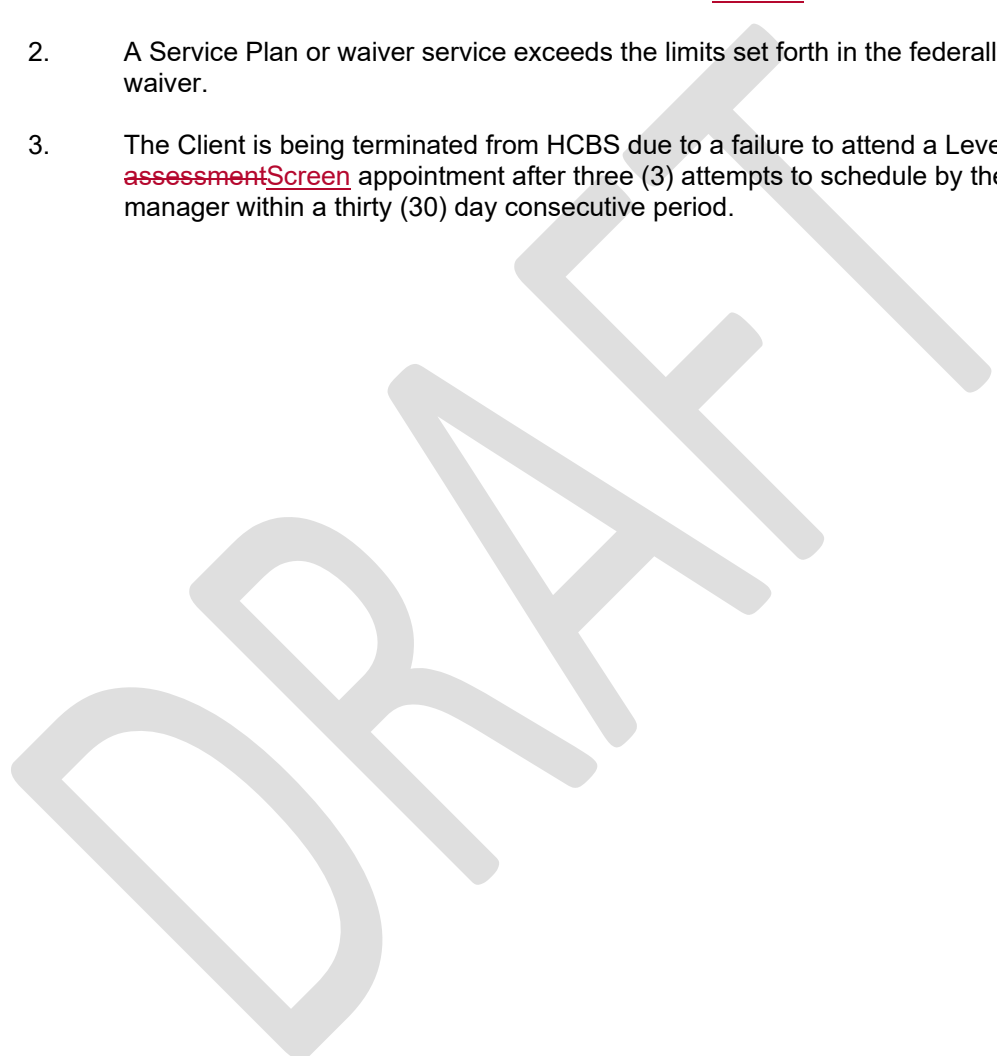 2. A Service Plan or waiver service exceeds the limits set forth in the federall
waiver.
3. The Client is being terminated from HCBS due to a failure to attend a Leve
assessmentScreen appointment after three (3) attempts to schedule by the
manager within a thirty (30) day consecutive period.
DRAFT